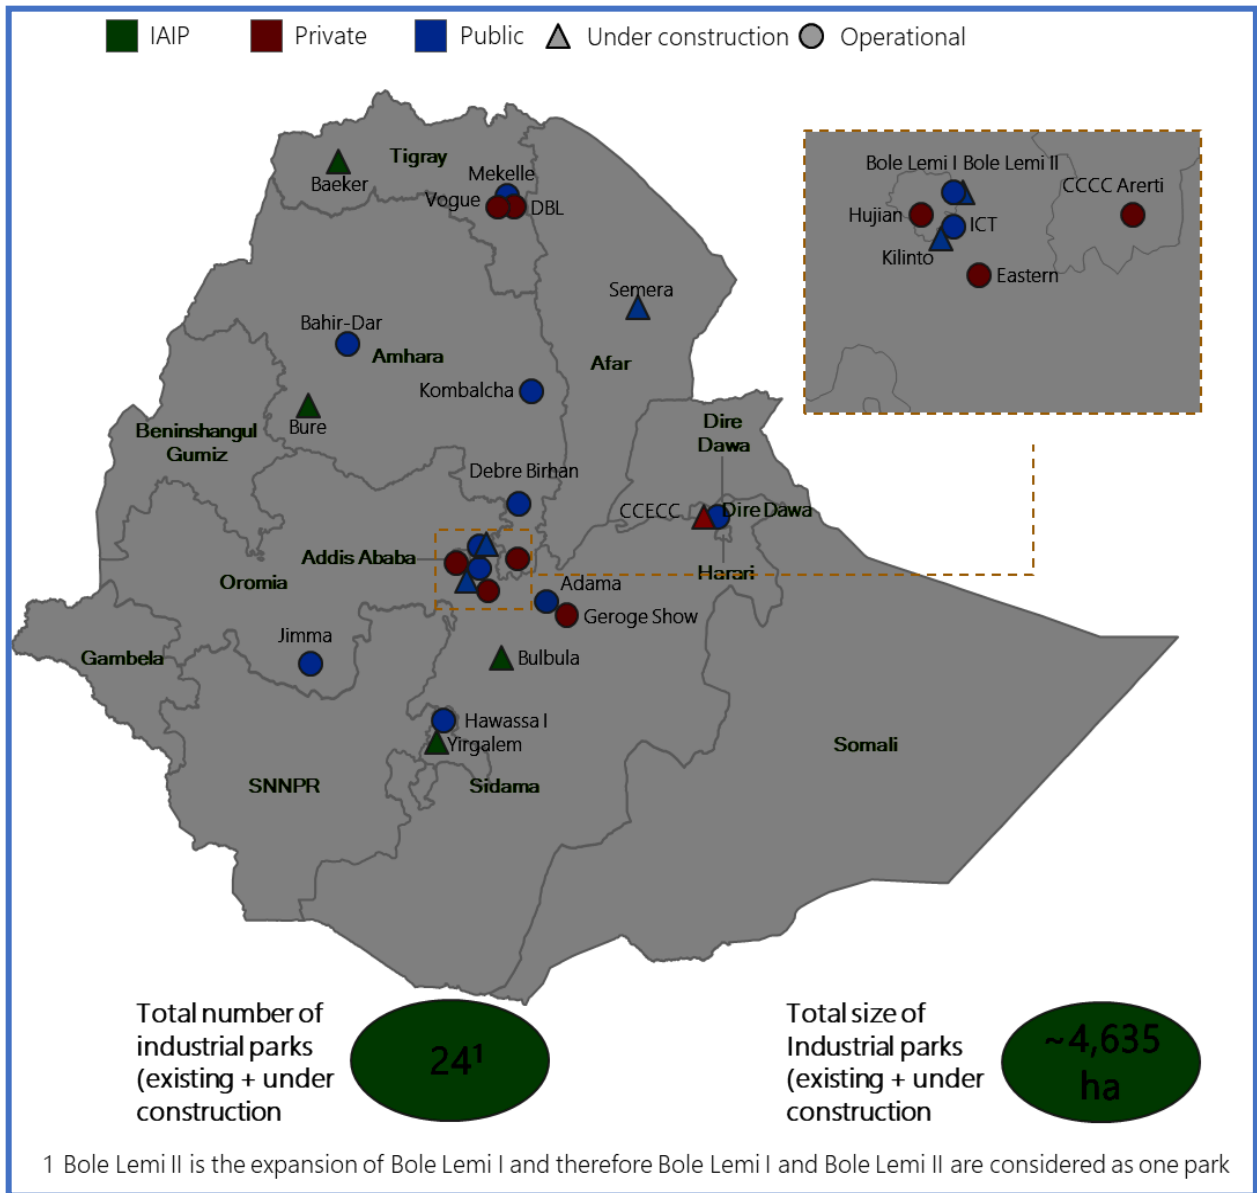 IAIP Private Public Under construction Operational
Tigray
Baeker
Mekelle
Vogue
DBL
Semera
Bahir-Dar
Amhara
Afar
Kombalcha
Bure
Beninshangul
Gumiz
Dire
Dawa
Debre Birhan
CCECC
Dire Dawa
Addis Ababa
Harari
Oromia
Adama
Geroge Show
Jimma
Gambela
Bulbula
Hawassa I
Yirgalem
Somali
SNNPR
Sidama
Bole Lemi I Bole Lemi II
CCCC Arerti
Hujian
ICT
Kilinto
Eastern
Total number of
industrial parks
(existing + under
construction
24¹
Total size of
Industrial parks
(existing + under
construction
~4,635
ha
1 Bole Lemi II is the expansion of Bole Lemi I and therefore Bole Lemi I and Bole Lemi II are considered as one park